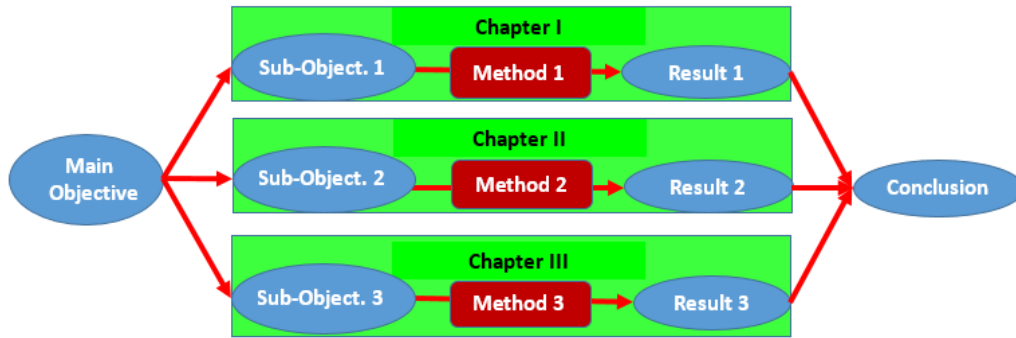 Chapter I
Sub-Object. 1
Method 1
Result 1
Main
Objective
Chapter II
Sub-Object. 2
Method 2
Result 2
Conclusion
Chapter III
Sub-Object. 3
Method 3
Result 3